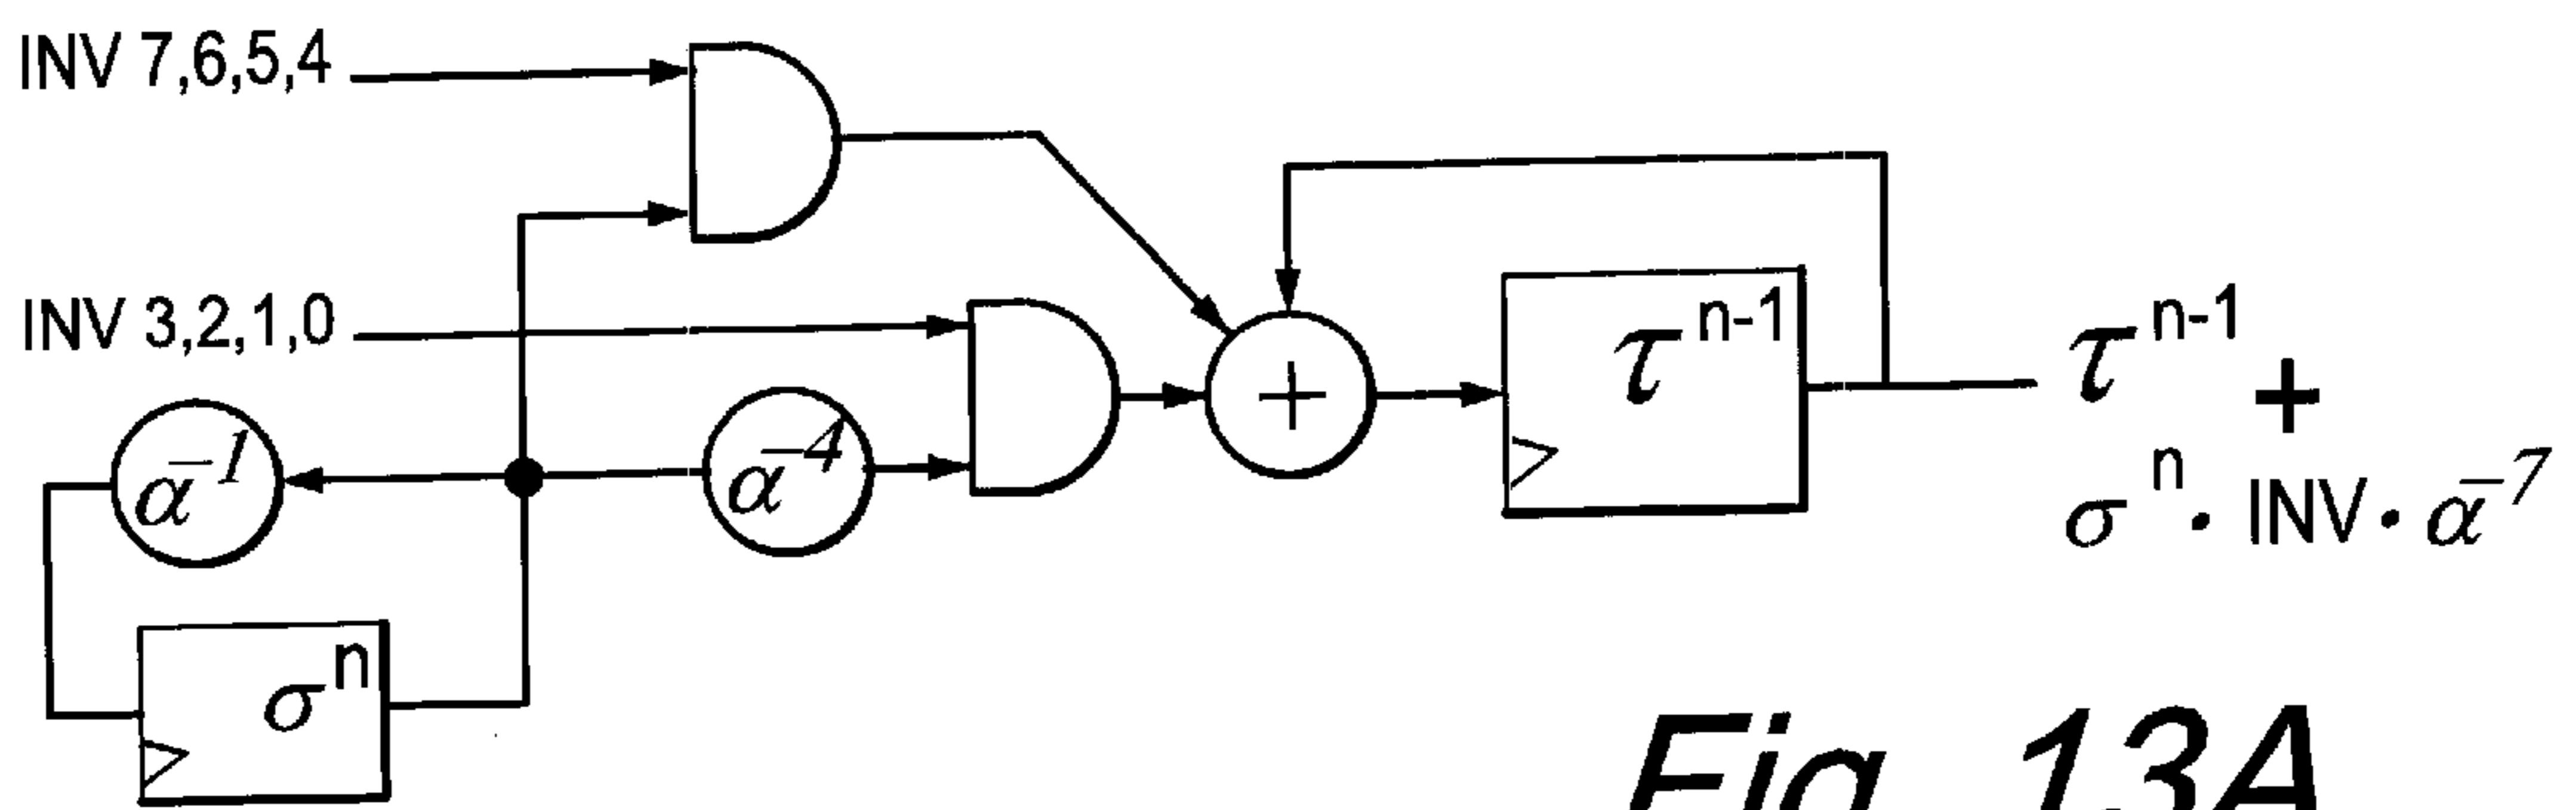 INV 7,6,5,4
INV 3,2,1,0
α⁻¹
α⁻⁴
+
τⁿ⁻¹
τⁿ⁻¹ +
σⁿ · INV · α⁻⁷
σⁿ
Fig. 13A